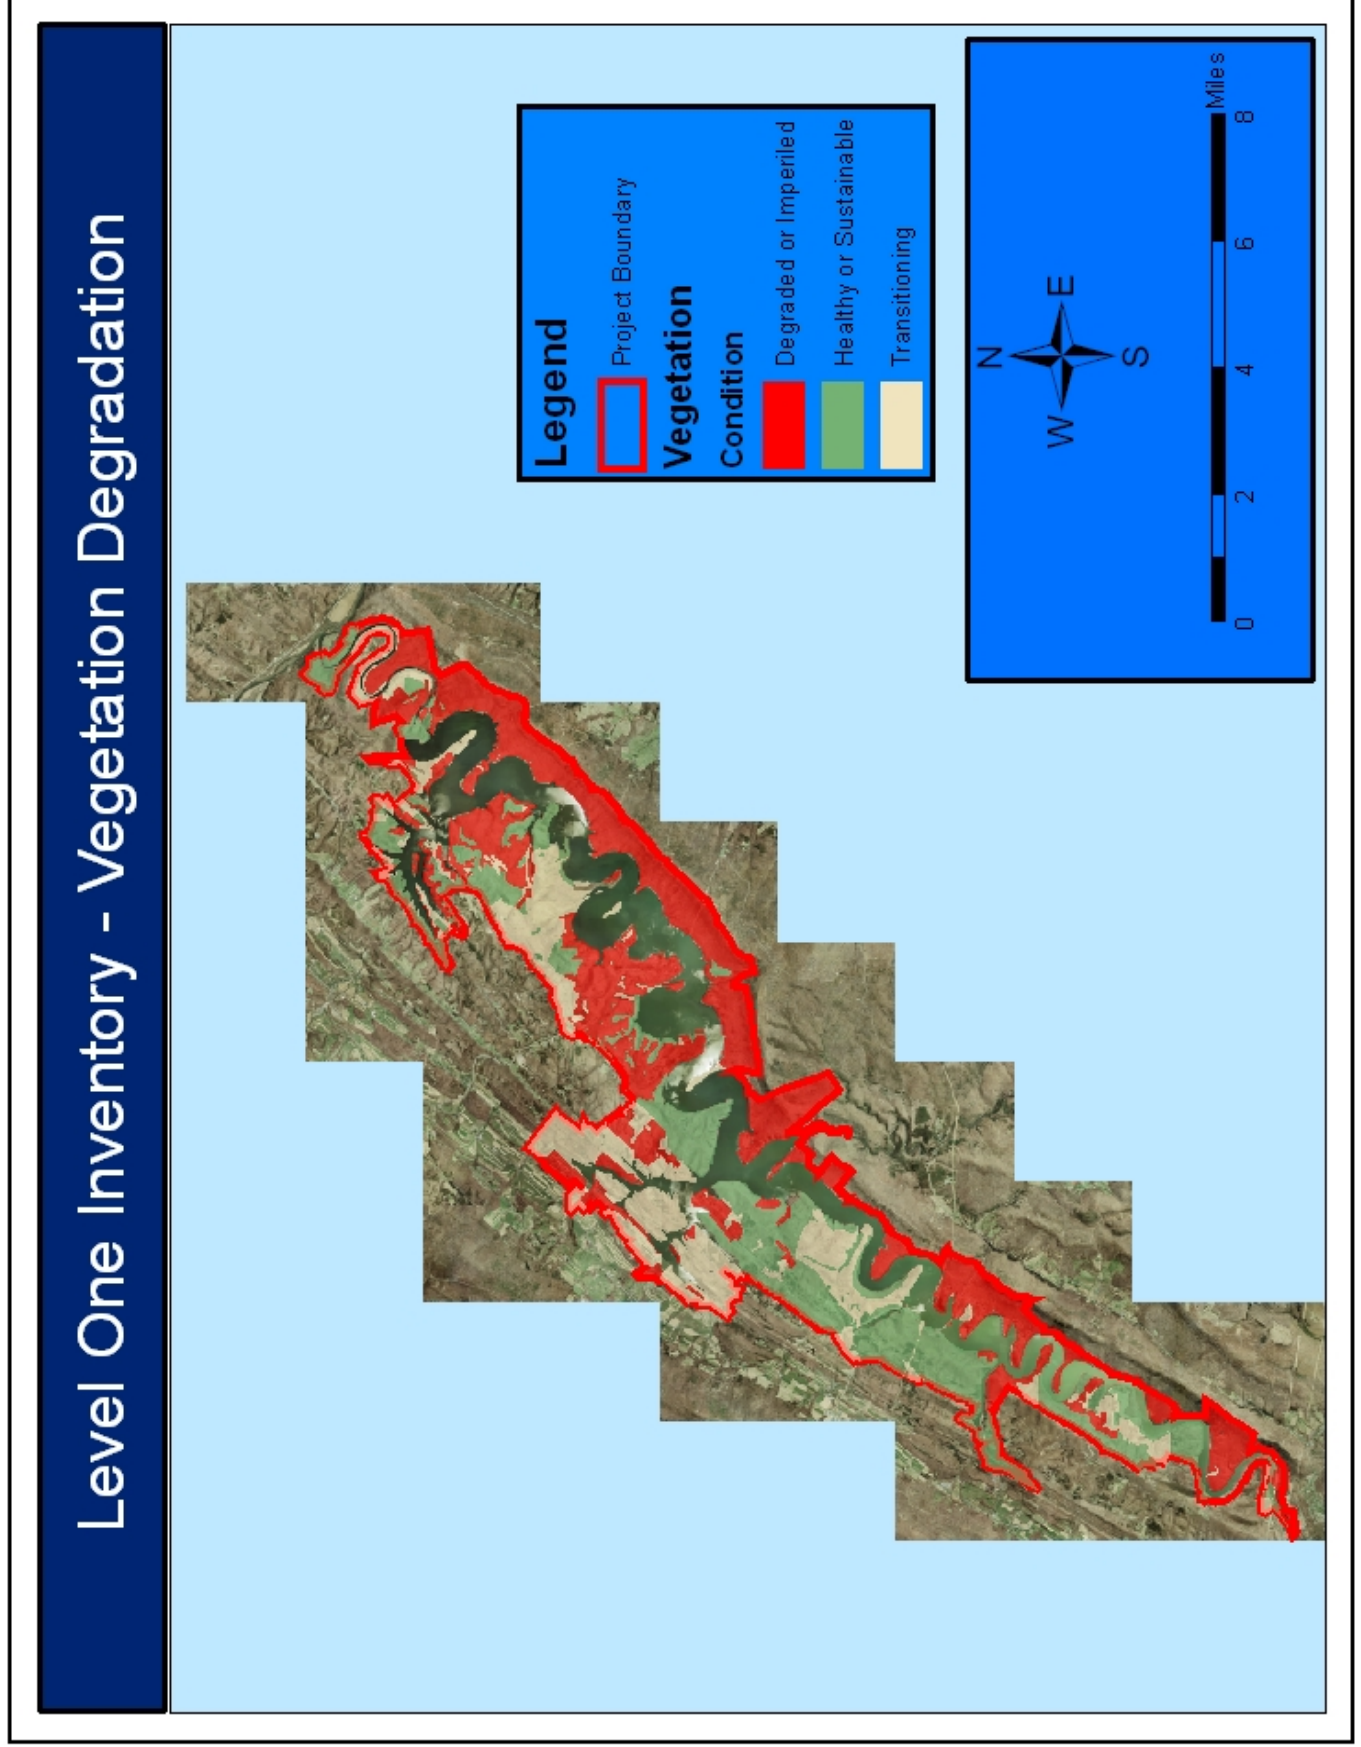 Level One Inventory - Vegetation Degradation
Legend
Project Boundary
Vegetation
Condition
Degraded or Imperiled
Healthy or Sustainable
Transitioning
N
W E
S
0 2 4 6 8
Miles